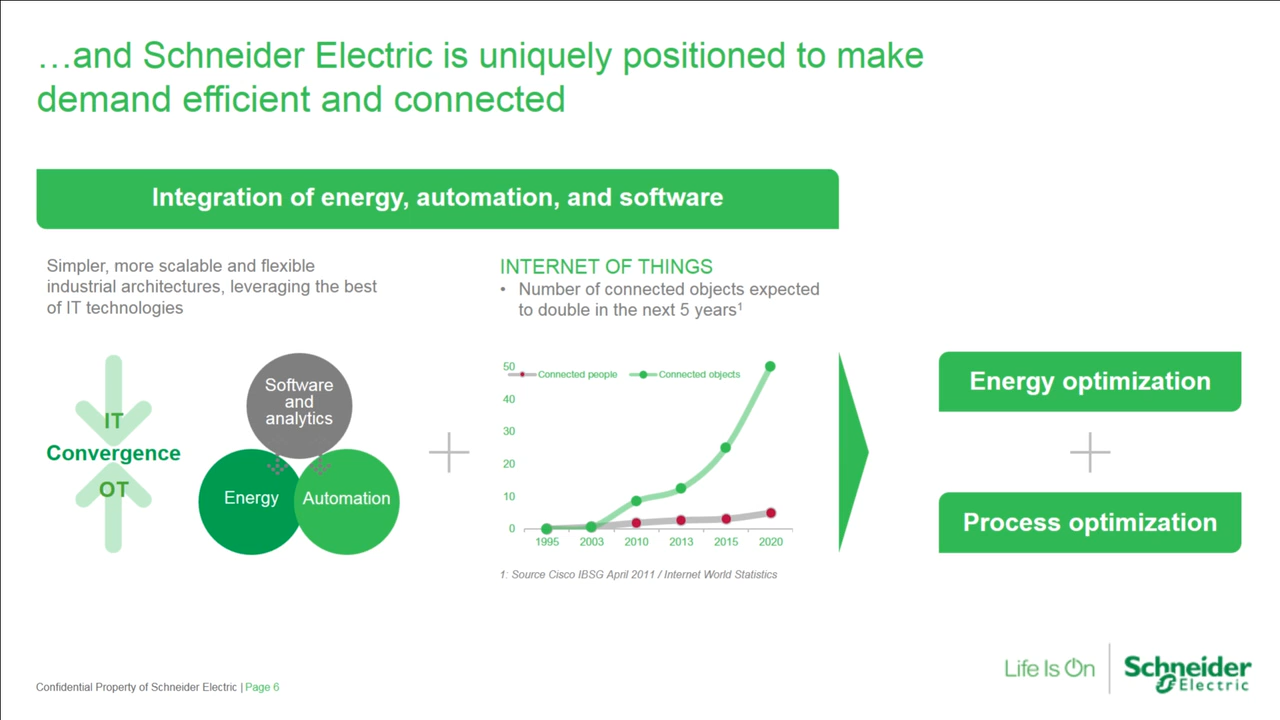 …and Schneider Electric is uniquely positioned to make
demand efficient and connected
Integration of energy, automation, and software
Simpler, more scalable and flexible
industrial architectures, leveraging the best
of IT technologies
IT
Convergence
OT
Software
and
analytics
Energy
Automation
INTERNET OF THINGS
• Number of connected objects expected
to double in the next 5 years¹
Connected people
Connected objects
50
40
30
20
10
0
1995 2003 2010 2013 2015 2020
1: Source Cisco IBSG April 2011 / Internet World Statistics
Energy optimization
Process optimization
Confidential Property of Schneider Electric | Page 6
Life Is On
Schneider
Electric